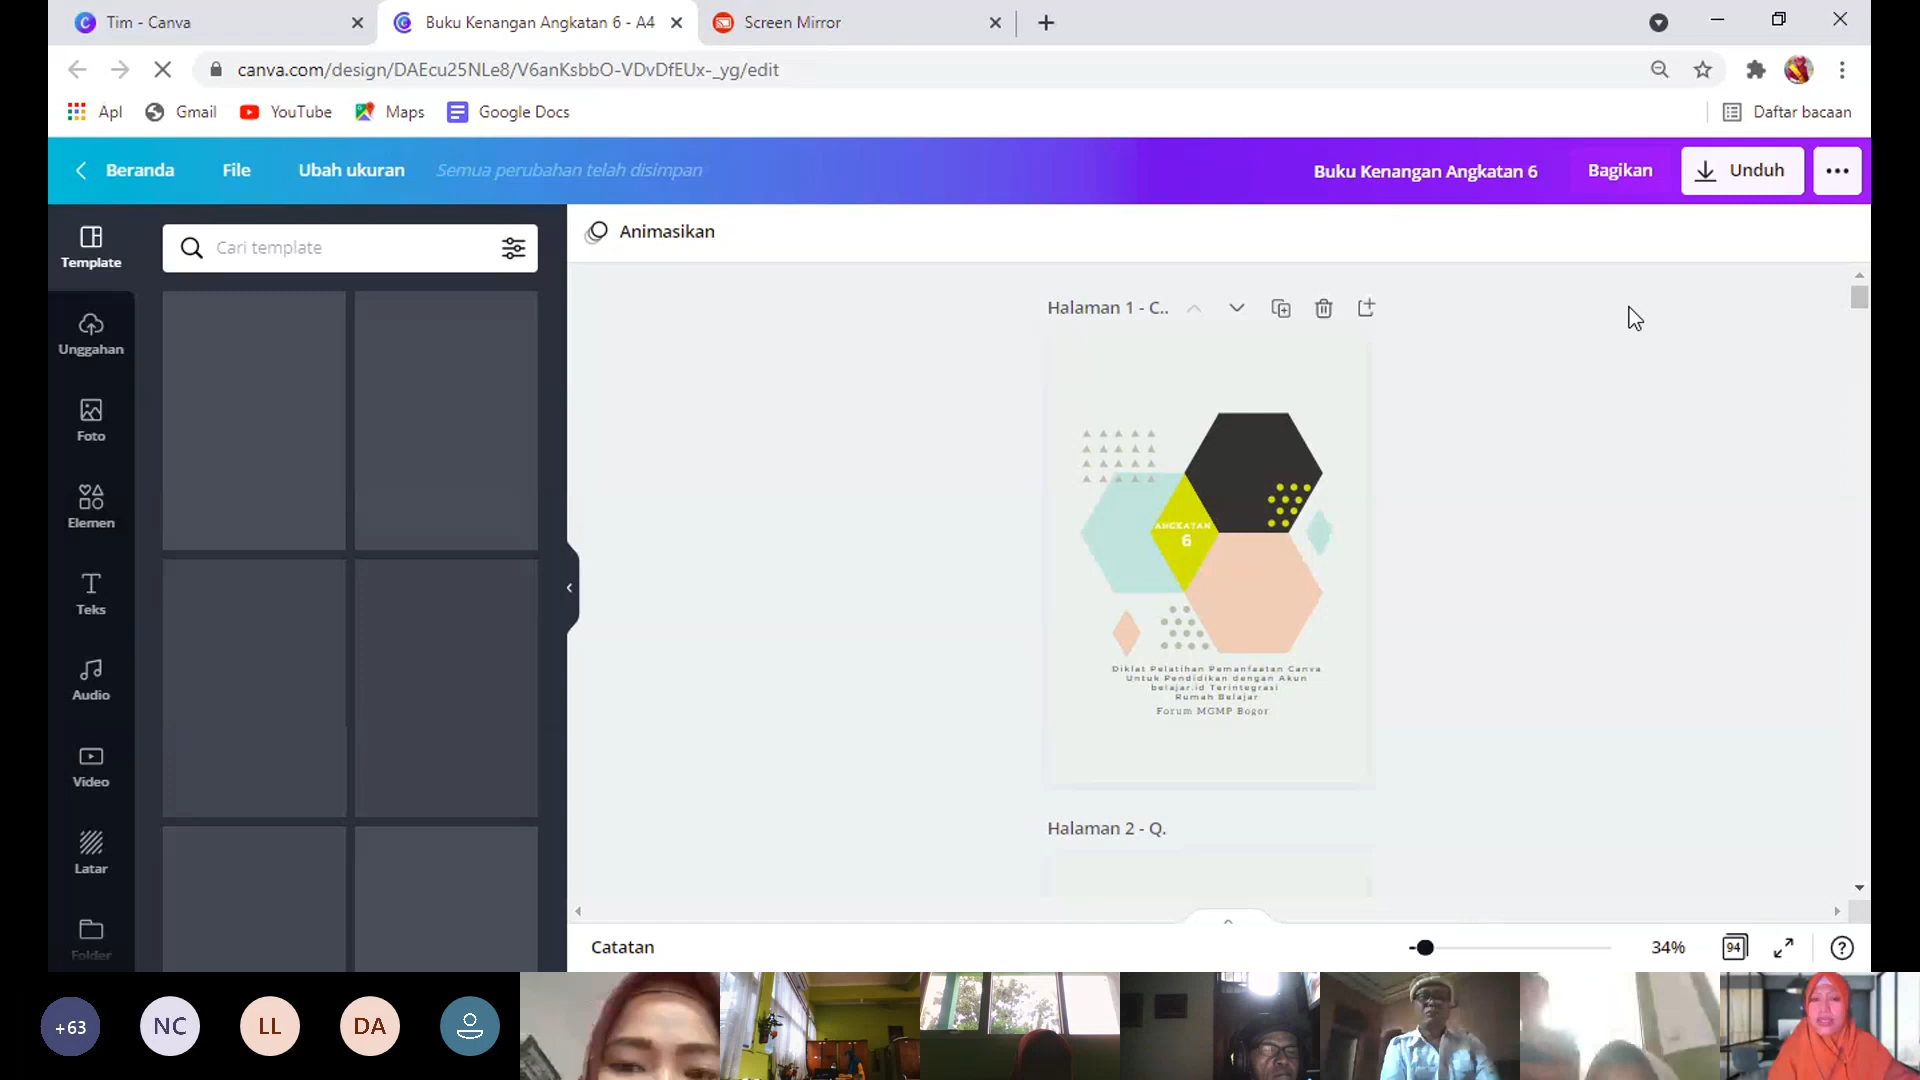 Tim - Canva
Buku Kenangan Angkatan 6 - A4
Screen Mirror
canva.com/design/DAEcu25NLe8/V6anKsbbO-VDvDfEUx-_yg/edit
Apl
Gmail
YouTube
Maps
Google Docs
Daftar bacaan
Beranda
File
Ubah ukuran
Semua perubahan telah disimpan
Buku Kenangan Angkatan 6
Bagikan
Unduh
Template
Cari template
Animasikan
Unggahan
Foto
Elemen
Teks
Audio
Video
Latar
Folder
Halaman 1 - C..
ANGKATAN
6
Diklat Pelatihan Pemanfaatan Canva
Untuk Pendidikan dengan Akun
belajar.id Terintegrasi
Rumah Belajar
Forum MGMP Bogor
Halaman 2 - Q.
Catatan
34%
94
+63
NC
LL
DA